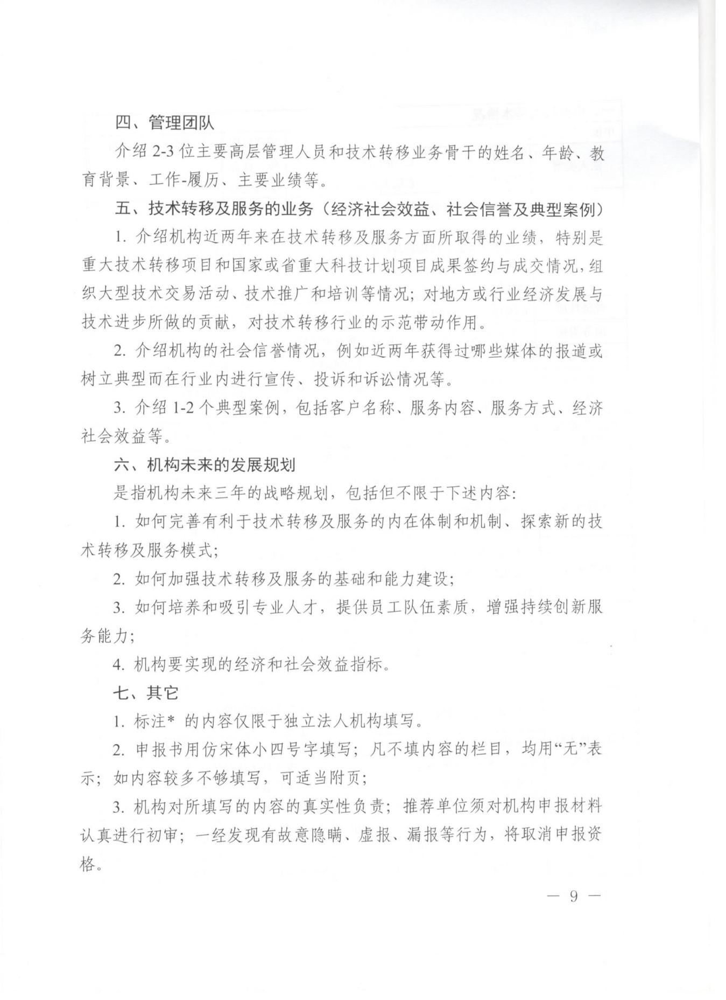 四、管理团队
介绍 2-3 位主要高层管理人员和技术转移业务骨干的姓名、年龄、教
育背景、工作-履历、主要业绩等。
五、技术转移及服务的业务（经济社会效益、社会信誉及典型案例）
1. 介绍机构近两年来在技术转移及服务方面所取得的业绩，特别是
重大技术转移项目和国家或省重大科技计划项目成果签约与成交情况，组
织大型技术交易活动、技术推广和培训等情况；对地方或行业经济发展与
技术进步所做的贡献，对技术转移行业的示范带动作用。
2. 介绍机构的社会信誉情况，例如近两年获得过哪些媒体的报道或
树立典型而在行业内进行宣传、投诉和诉讼情况等。
3. 介绍 1-2 个典型案例，包括客户名称、服务内容、服务方式、经济
社会效益等。
六、机构未来的发展规划
是指机构未来三年的战略规划，包括但不限于下述内容：
1. 如何完善有利于技术转移及服务的内在体制和机制、探索新的技
术转移及服务模式；
2. 如何加强技术转移及服务的基础和能力建设；
3. 如何培养和吸引专业人才，提供员工队伍素质，增强持续创新服
务能力；
4. 机构要实现的经济和社会效益指标。
七、其它
1. 标注* 的内容仅限于独立法人机构填写。
2. 申报书用仿宋体小四号字填写；凡不填内容的栏目，均用“无”表
示；如内容较多不够填写，可适当附页；
3. 机构对所填写的内容的真实性负责；推荐单位须对机构申报材料
认真进行初审；一经发现有故意隐瞒、虚报、漏报等行为，将取消申报资
格。
— 9 —